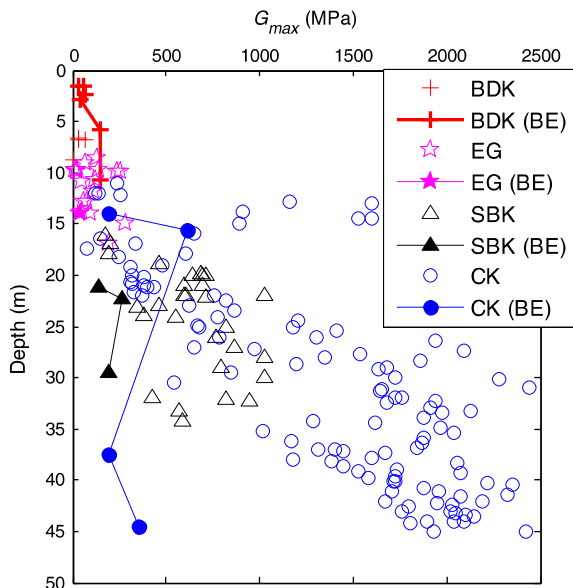 G_max (MPa)
0 500 1000 1500 2000 2500
0
5
10
15
20
25
30
35
40
45
50
Depth (m)
BDK
BDK (BE)
EG
EG (BE)
SBK
SBK (BE)
CK
CK (BE)